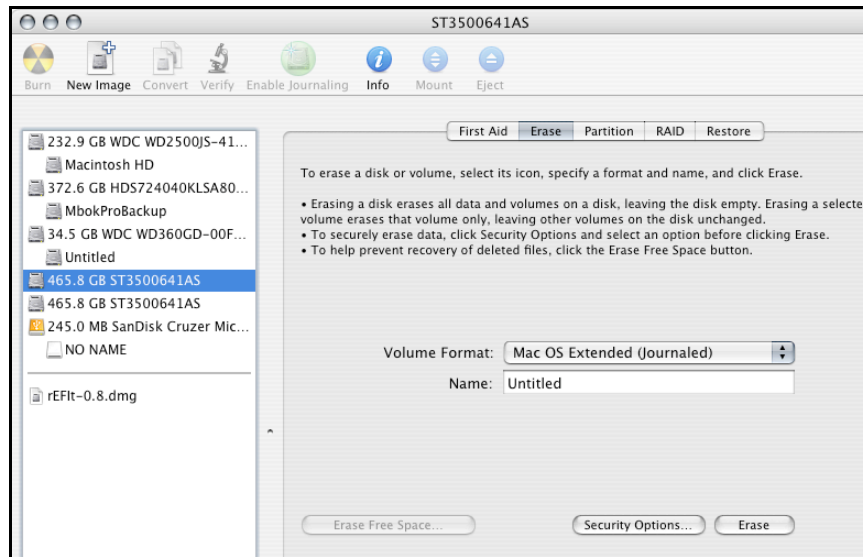 ST3500641AS
Burn New Image Convert Verify Enable Journaling Info Mount Eject
232.9 GB WDC WD2500JS-41...
Macintosh HD
372.6 GB HDS724040KLSA80...
MbokProBackup
34.5 GB WDC WD360GD-00F...
Untitled
465.8 GB ST3500641AS
465.8 GB ST3500641AS
245.0 MB SanDisk Cruzer Mic...
NO NAME
rEFIt-0.8.dmg
First Aid Erase Partition RAID Restore
To erase a disk or volume, select its icon, specify a format and name, and click Erase.
• Erasing a disk erases all data and volumes on a disk, leaving the disk empty. Erasing a selecte
volume erases that volume only, leaving other volumes on the disk unchanged.
• To securely erase data, click Security Options and select an option before clicking Erase.
• To help prevent recovery of deleted files, click the Erase Free Space button.
Volume Format: Mac OS Extended (Journaled)
Name: Untitled
Erase Free Space... Security Options... Erase